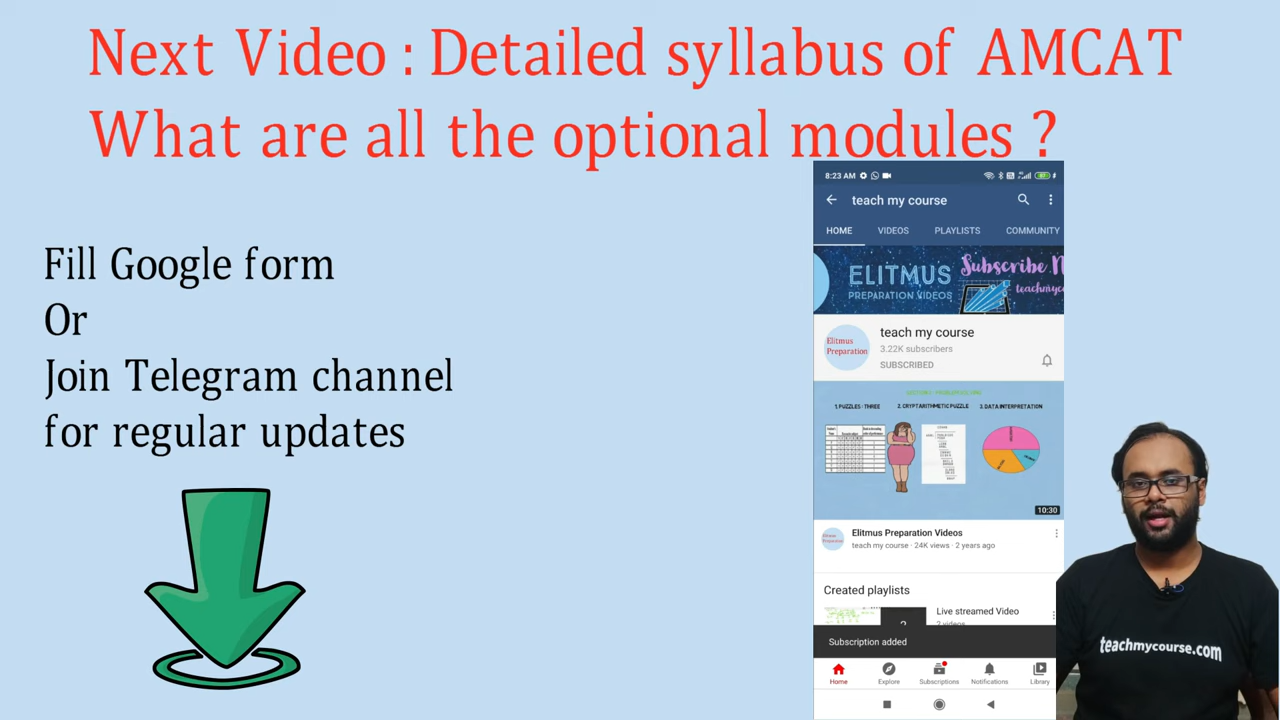 Next Video : Detailed syllabus of AMCAT
What are all the optional modules ?
Fill Google form
Or
Join Telegram channel
for regular updates
8:23 AM
teach my course
HOME VIDEOS PLAYLISTS COMMUNITY
ELITMUS
PREPARATION VIDEOS
Subscribe N
teachmyco
Elitmus
Preparation
teach my course
3.22K subscribers
SUBSCRIBED
1.PUZZLES - THREE
2. CRYPTARITHMETIC PUZZLE
3. DATA INTERPRETATION
10:30
Elitmus Preparation Videos
teach my course · 24K views · 2 years ago
Created playlists
Live streamed Video
2 videos
Subscription added
Home Explore Subscriptions Notifications Library
teachmycourse.com